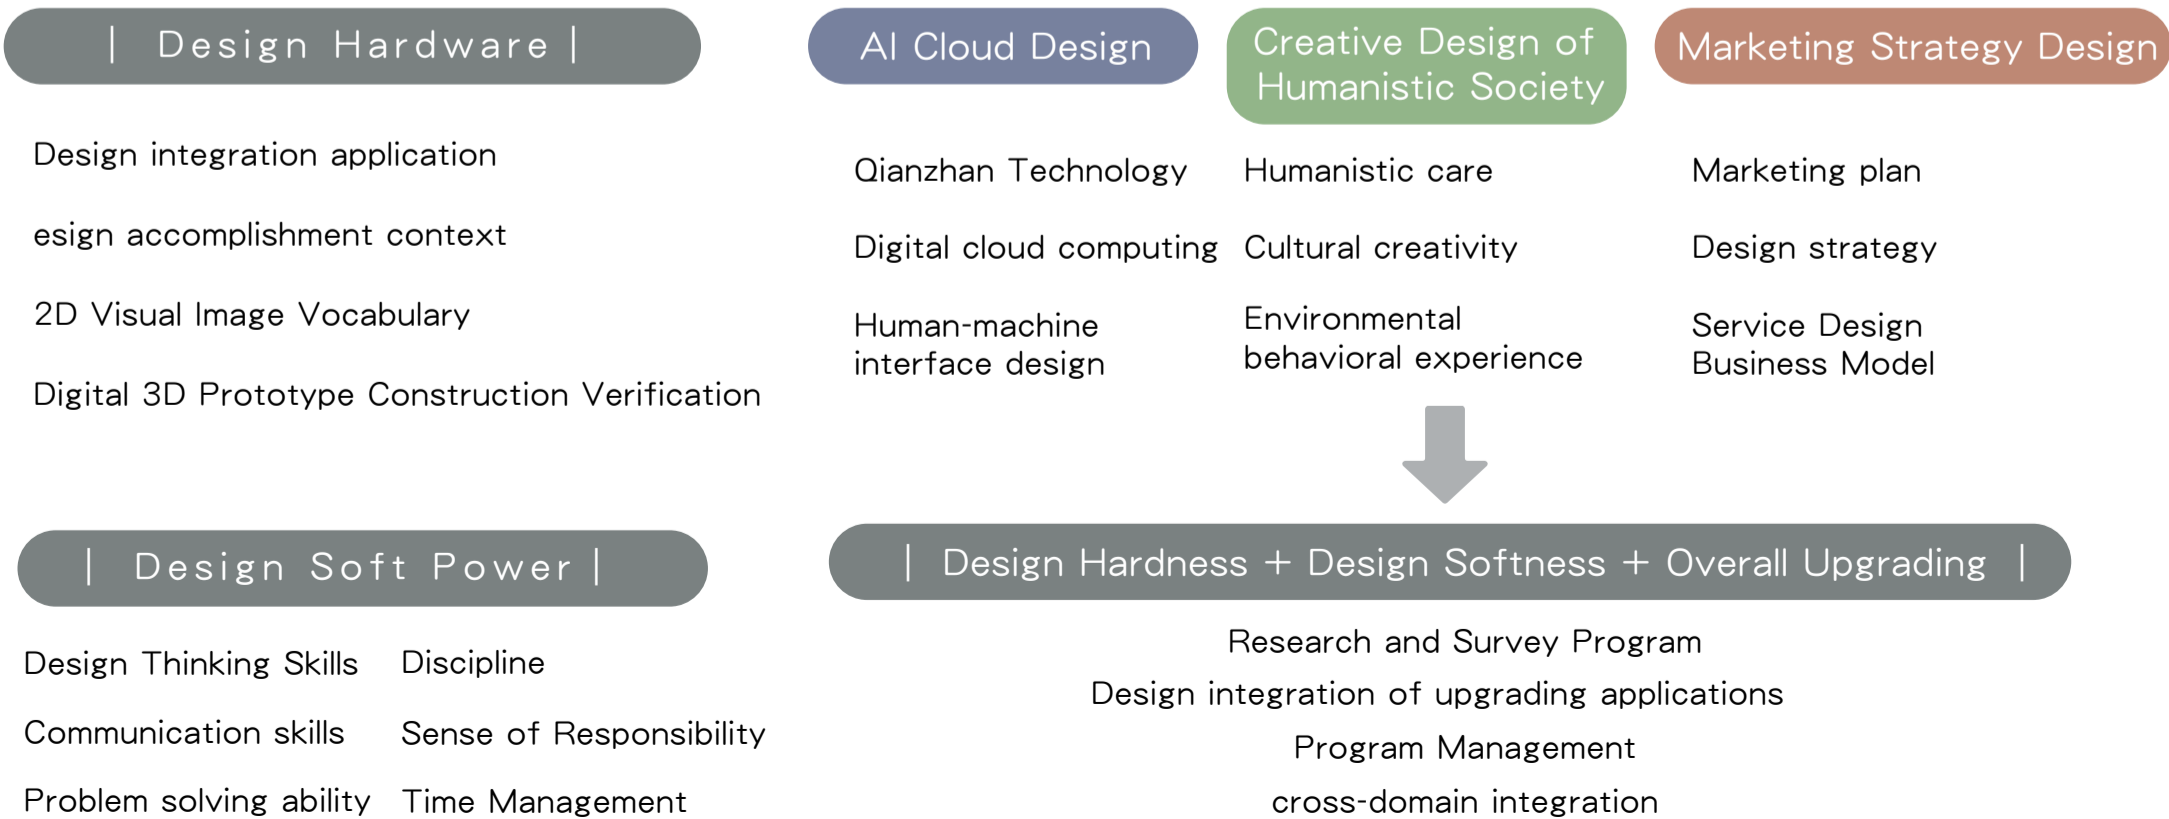 | Design Hardware |
Design integration application
esign accomplishment context
2D Visual Image Vocabulary
Digital 3D Prototype Construction Verification
| Design Soft Power |
Design Thinking Skills
Communication skills
Problem solving ability
Discipline
Sense of Responsibility
Time Management
AI Cloud Design
Qianzhan Technology
Digital cloud computing
Human-machine
interface design
Creative Design of
Humanistic Society
Humanistic care
Cultural creativity
Environmental
behavioral experience
Marketing Strategy Design
Marketing plan
Design strategy
Service Design
Business Model
| Design Hardness + Design Softness + Overall Upgrading |
Research and Survey Program
Design integration of upgrading applications
Program Management
cross-domain integration